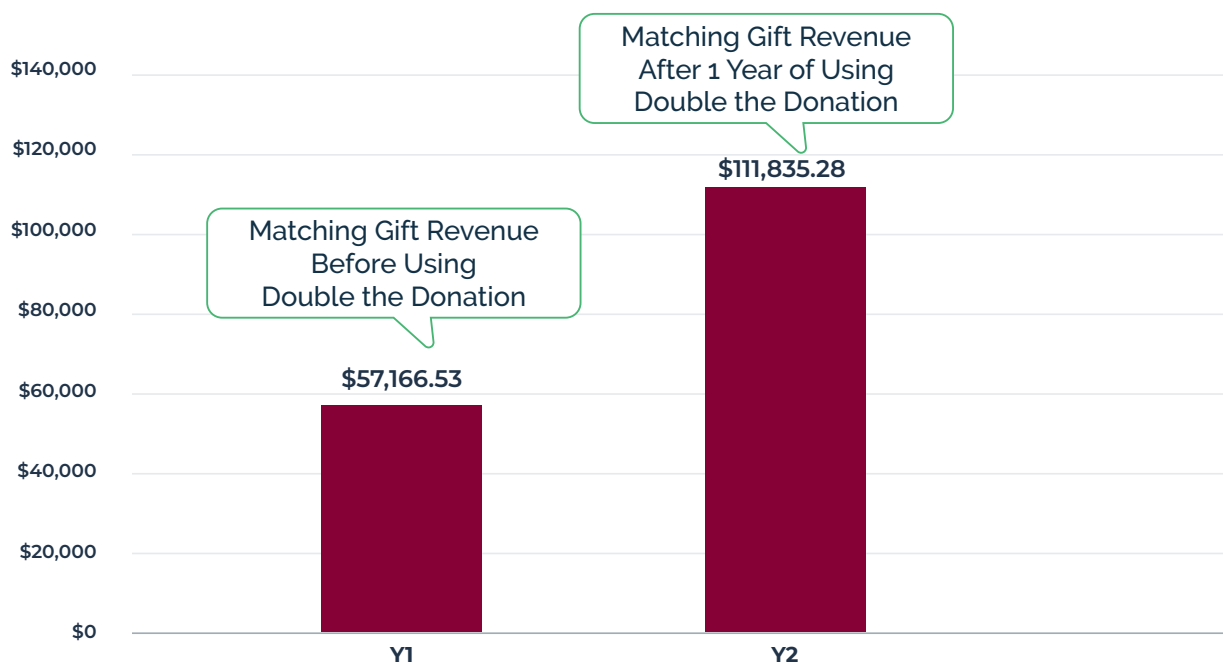 Matching Gift Revenue
After 1 Year of Using
Double the Donation
$140,000
$120,000
$111,835.28
$100,000
Matching Gift Revenue
Before Using
Double the Donation
$80,000
$57,166.53
$60,000
$40,000
$20,000
$0
Y1
Y2